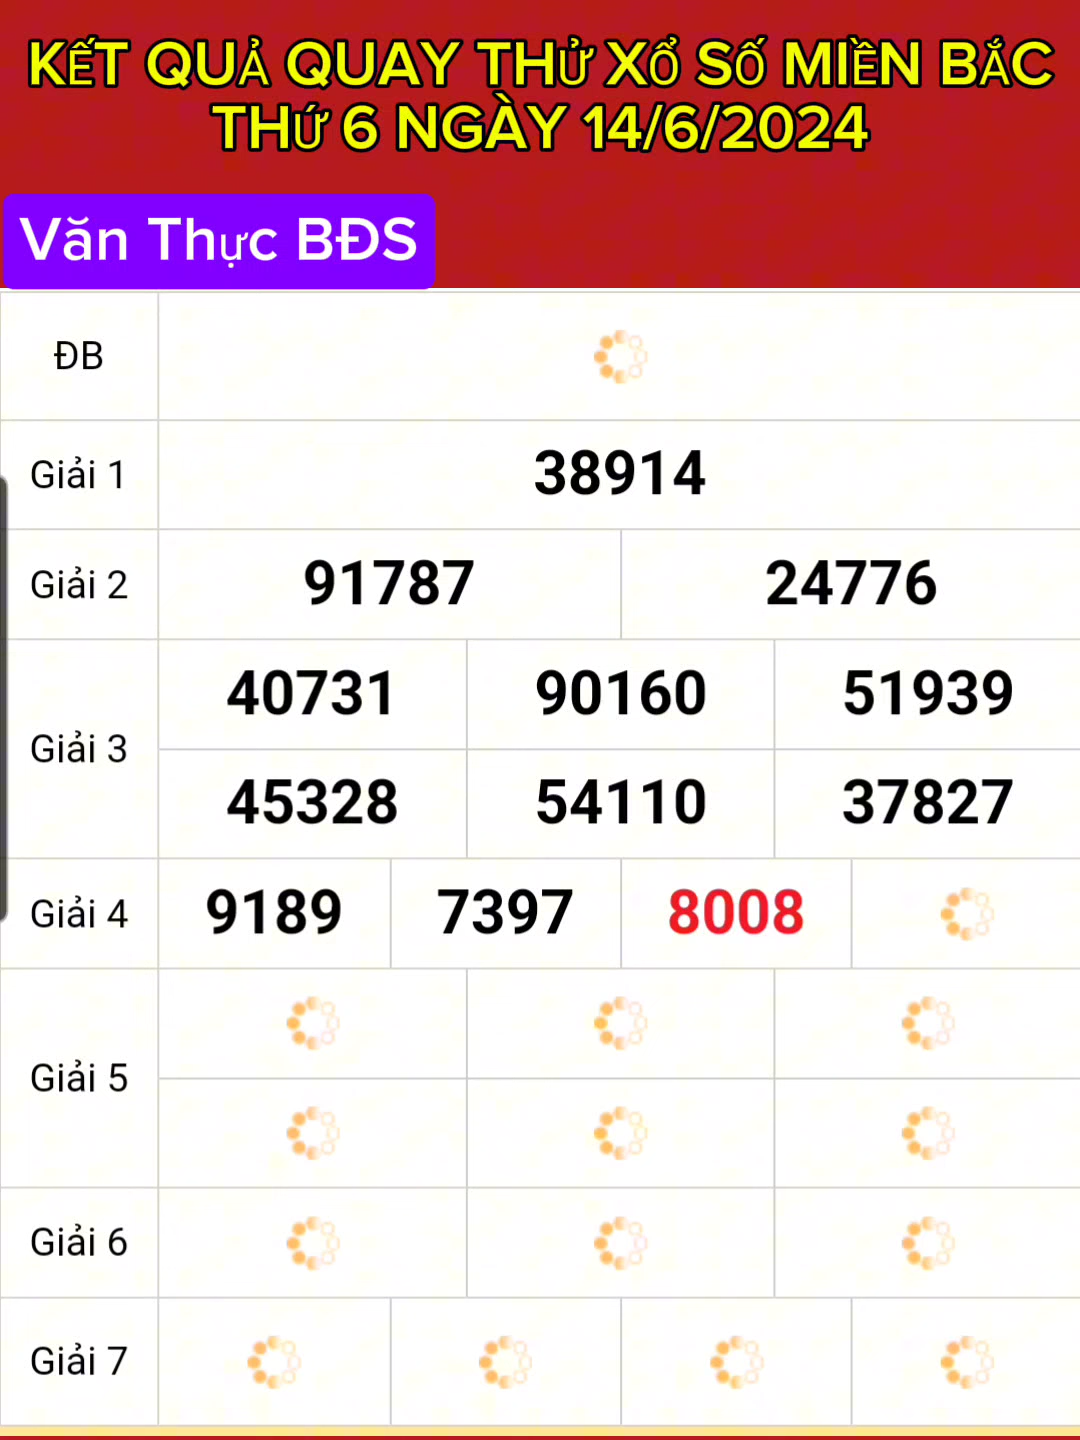 KẾT QUẢ QUAY THỬ XỔ SỐ MIỀN BẮC
THỨ 6 NGÀY 14/6/2024
Văn Thực BĐS
ĐB
Giải 1 38914
Giải 2 91787 24776
Giải 3
40731 90160 51939
45328 54110 37827
Giải 4 9189 7397 8008
Giải 5
Giải 6
Giải 7